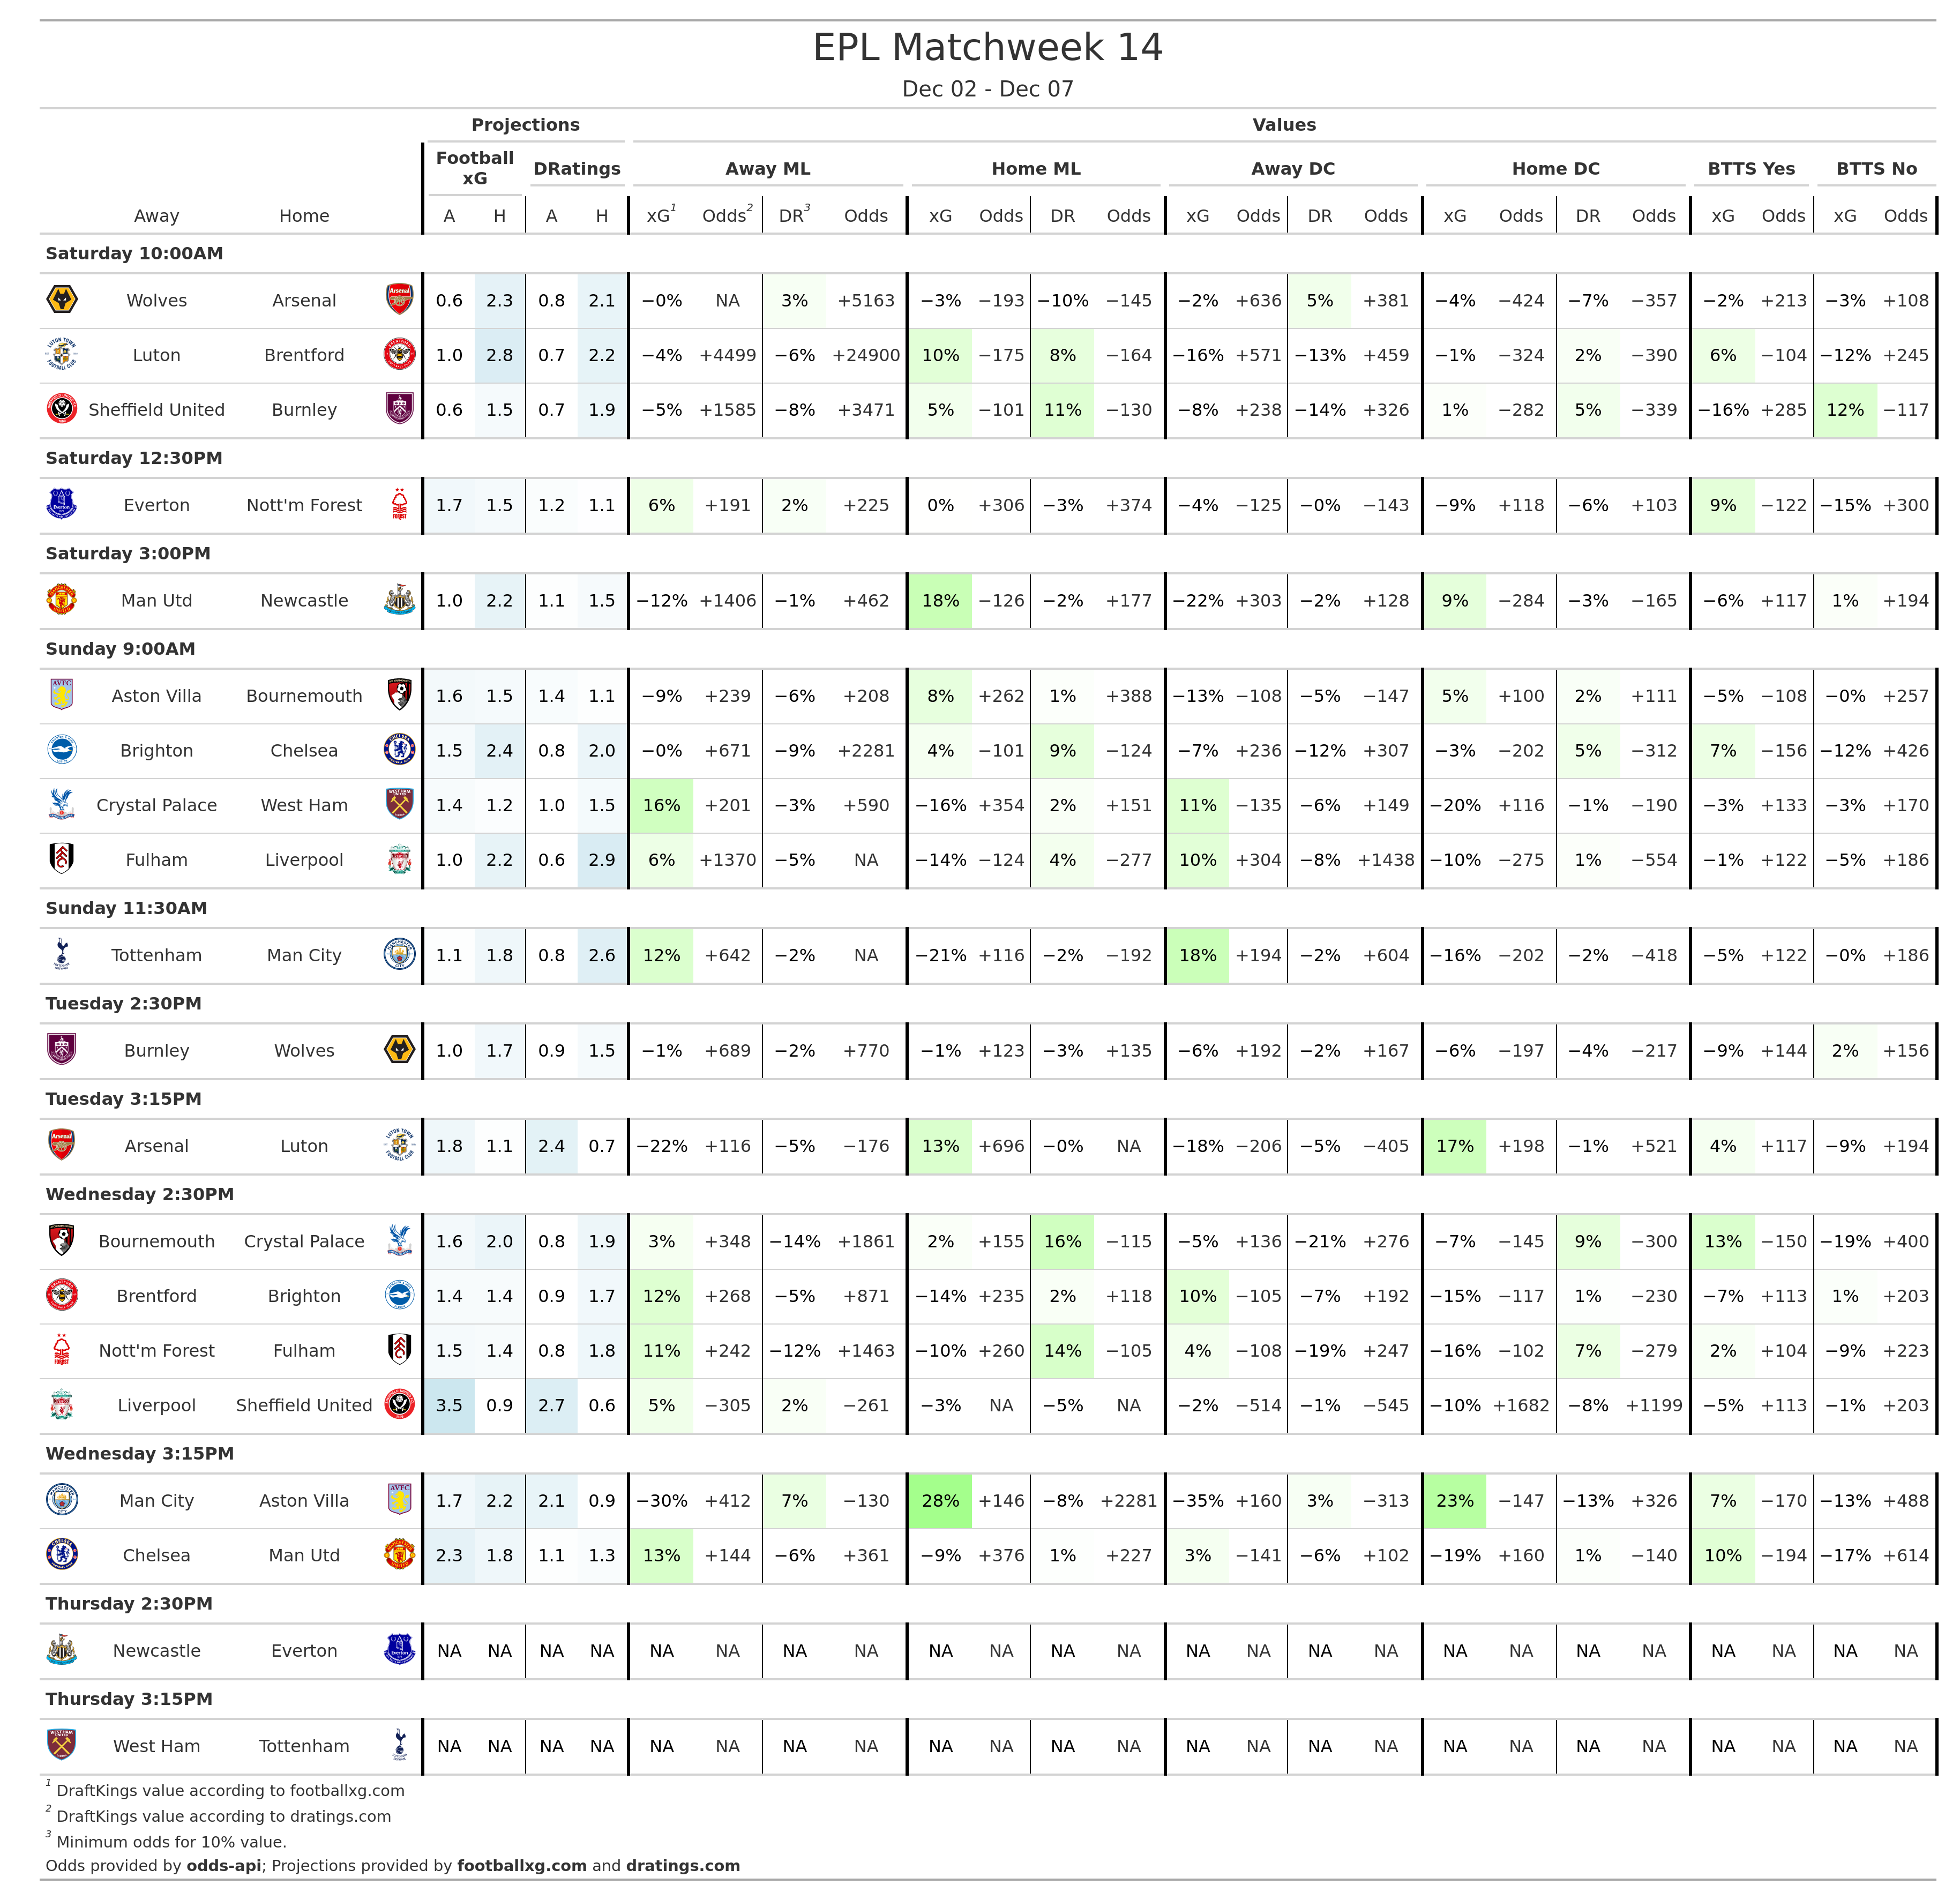 EPL Matchweek 14
Dec 02 - Dec 07
Projections Values
Football xG DRatings Away ML Home ML Away DC Home DC BTTS Yes BTTS No
Away Home A H A H xG1 Odds2 DR3 Odds xG Odds DR Odds xG Odds DR Odds xG Odds DR Odds xG Odds xG Odds
Saturday 10:00AM
Wolves Arsenal 0.6 2.3 0.8 2.1 −0% NA 3% +5163 −3% −193 −10% −145 −2% +636 5% +381 −4% −424 −7% −357 −2% +213 −3% +108
Luton Brentford 1.0 2.8 0.7 2.2 −4% +4499 −6% +24900 10% −175 8% −164 −16% +571 −13% +459 −1% −324 2% −390 6% −104 −12% +245
Sheffield United Burnley 0.6 1.5 0.7 1.9 −5% +1585 −8% +3471 5% −101 11% −130 −8% +238 −14% +326 1% −282 5% −339 −16% +285 12% −117
Saturday 12:30PM
Everton Nott'm Forest 1.7 1.5 1.2 1.1 6% +191 2% +225 0% +306 −3% +374 −4% −125 −0% −143 −9% +118 −6% +103 9% −122 −15% +300
Saturday 3:00PM
Man Utd Newcastle 1.0 2.2 1.1 1.5 −12% +1406 −1% +462 18% −126 −2% +177 −22% +303 −2% +128 9% −284 −3% −165 −6% +117 1% +194
Sunday 9:00AM
Aston Villa Bournemouth 1.6 1.5 1.4 1.1 −9% +239 −6% +208 8% +262 1% +388 −13% −108 −5% −147 5% +100 2% +111 −5% −108 −0% +257
Brighton Chelsea 1.5 2.4 0.8 2.0 −0% +671 −9% +2281 4% −101 9% −124 −7% +236 −12% +307 −3% −202 5% −312 7% −156 −12% +426
Crystal Palace West Ham 1.4 1.2 1.0 1.5 16% +201 −3% +590 −16% +354 2% +151 11% −135 −6% +149 −20% +116 −1% −190 −3% +133 −3% +170
Fulham Liverpool 1.0 2.2 0.6 2.9 6% +1370 −5% NA −14% −124 4% −277 10% +304 −8% +1438 −10% −275 1% −554 −1% +122 −5% +186
Sunday 11:30AM
Tottenham Man City 1.1 1.8 0.8 2.6 12% +642 −2% NA −21% +116 −2% −192 18% +194 −2% +604 −16% −202 −2% −418 −5% +122 −0% +186
Tuesday 2:30PM
Burnley Wolves 1.0 1.7 0.9 1.5 −1% +689 −2% +770 −1% +123 −3% +135 −6% +192 −2% +167 −6% −197 −4% −217 −9% +144 2% +156
Tuesday 3:15PM
Arsenal Luton 1.8 1.1 2.4 0.7 −22% +116 −5% −176 13% +696 −0% NA −18% −206 −5% −405 17% +198 −1% +521 4% +117 −9% +194
Wednesday 2:30PM
Bournemouth Crystal Palace 1.6 2.0 0.8 1.9 3% +348 −14% +1861 2% +155 16% −115 −5% +136 −21% +276 −7% −145 9% −300 13% −150 −19% +400
Brentford Brighton 1.4 1.4 0.9 1.7 12% +268 −5% +871 −14% +235 2% +118 10% −105 −7% +192 −15% −117 1% −230 −7% +113 1% +203
Nott'm Forest Fulham 1.5 1.4 0.8 1.8 11% +242 −12% +1463 −10% +260 14% −105 4% −108 −19% +247 −16% −102 7% −279 2% +104 −9% +223
Liverpool Sheffield United 3.5 0.9 2.7 0.6 5% −305 2% −261 −3% NA −5% NA −2% −514 −1% −545 −10% +1682 −8% +1199 −5% +113 −1% +203
Wednesday 3:15PM
Man City Aston Villa 1.7 2.2 2.1 0.9 −30% +412 7% −130 28% +146 −8% +2281 −35% +160 3% −313 23% −147 −13% +326 7% −170 −13% +488
Chelsea Man Utd 2.3 1.8 1.1 1.3 13% +144 −6% +361 −9% +376 1% +227 3% −141 −6% +102 −19% +160 1% −140 10% −194 −17% +614
Thursday 2:30PM
Newcastle Everton NA NA NA NA NA NA NA NA NA NA NA NA NA NA NA NA NA NA NA NA NA NA NA NA
Thursday 3:15PM
West Ham Tottenham NA NA NA NA NA NA NA NA NA NA NA NA NA NA NA NA NA NA NA NA NA NA NA NA
1 DraftKings value according to footballxg.com
2 DraftKings value according to dratings.com
3 Minimum odds for 10% value.
Odds provided by odds-api; Projections provided by footballxg.com and dratings.com